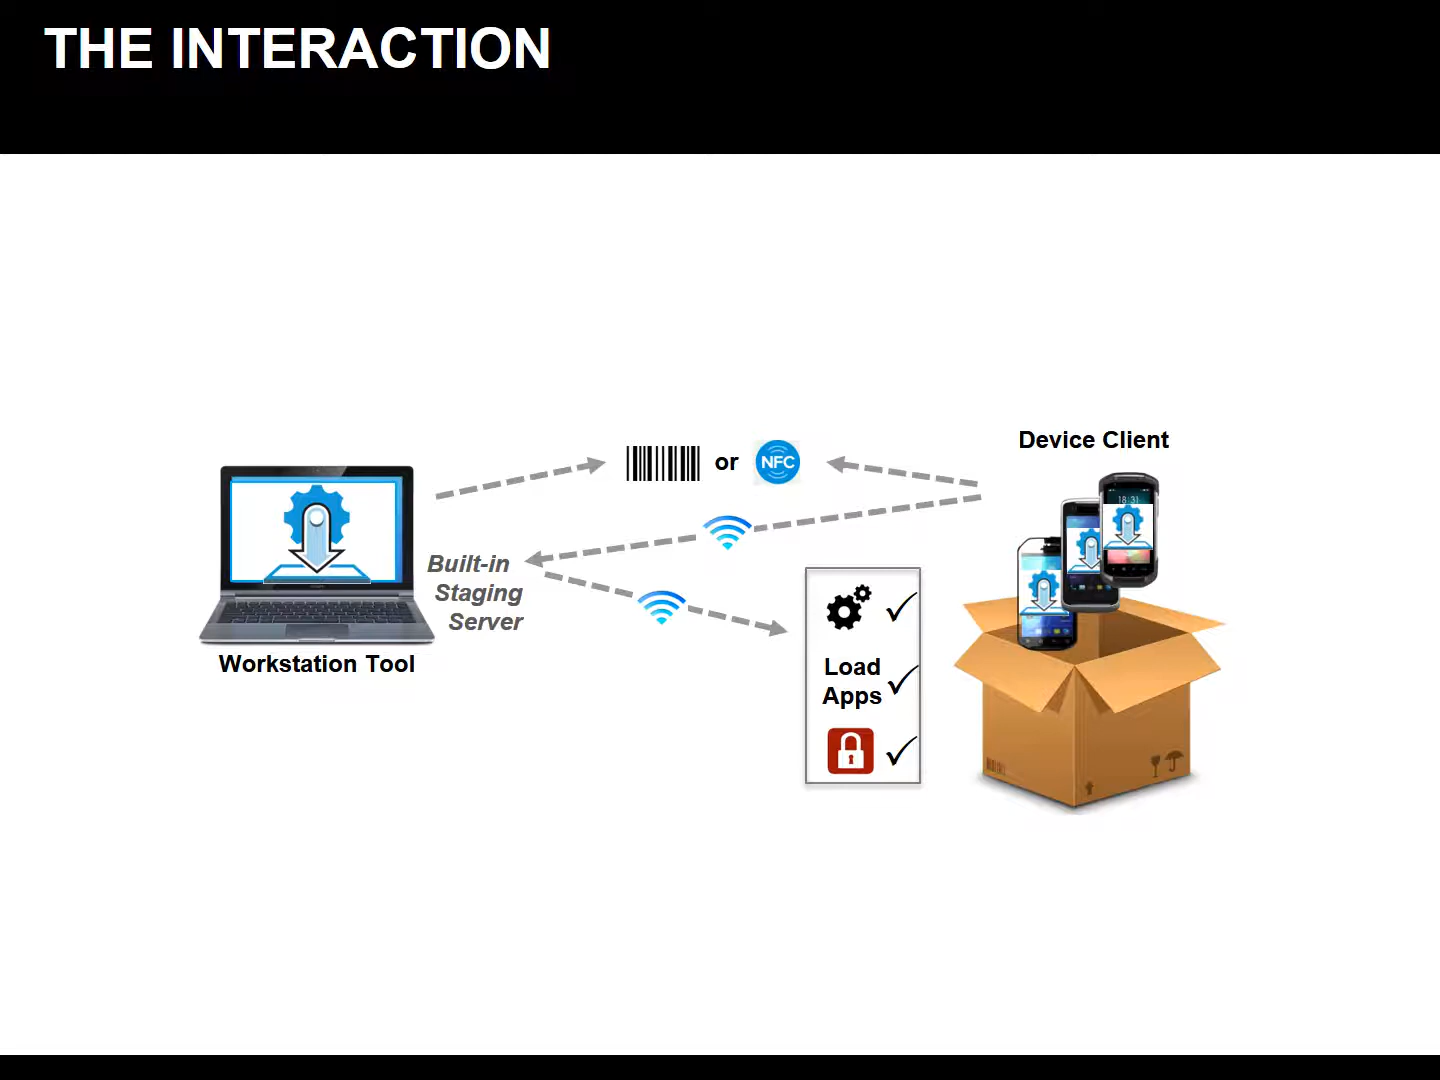 THE INTERACTION
Device Client
or
NFC
18:31
Built-in
Staging
Server
Workstation Tool
Load
Apps